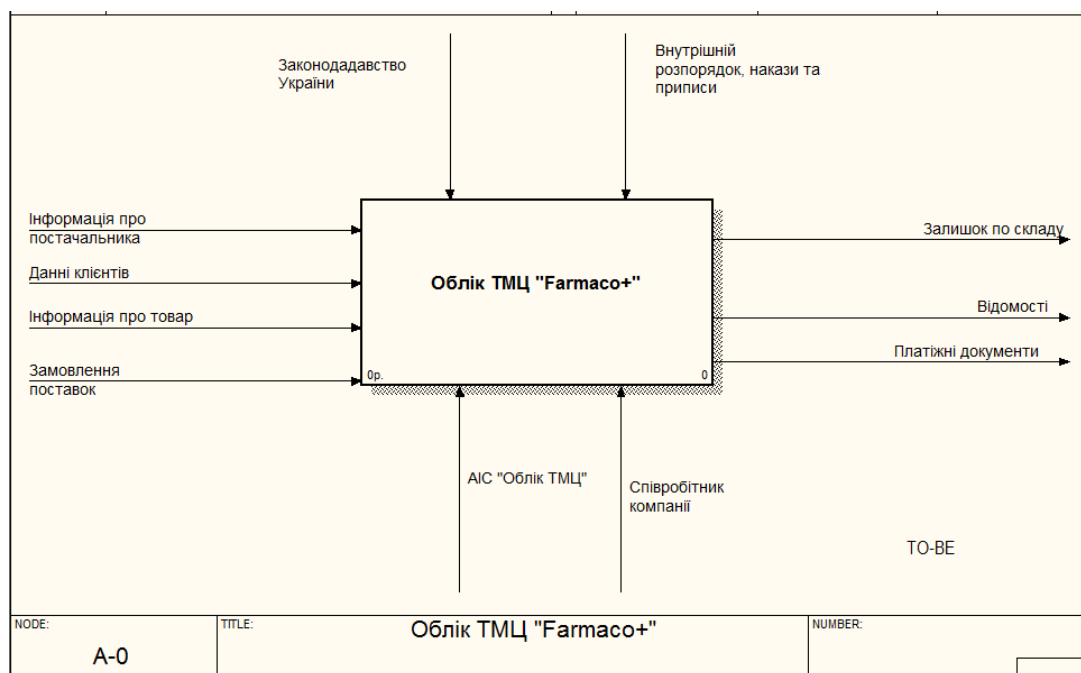 Законодадавство
України
Внутрішній
розпорядок, накази та
приписи
Інформація про
постачальника
Данні клієнтів
Інформація про товар
Замовлення
поставок
Облік ТМЦ "Farmaco+"
0р.
0
Залишок по складу
Відомості
Платіжні документи
АІС "Облік ТМЦ"
Співробітник
компанії
TO-BE
NODE:
A-0
TITLE:
Облік ТМЦ "Farmaco+"
NUMBER: